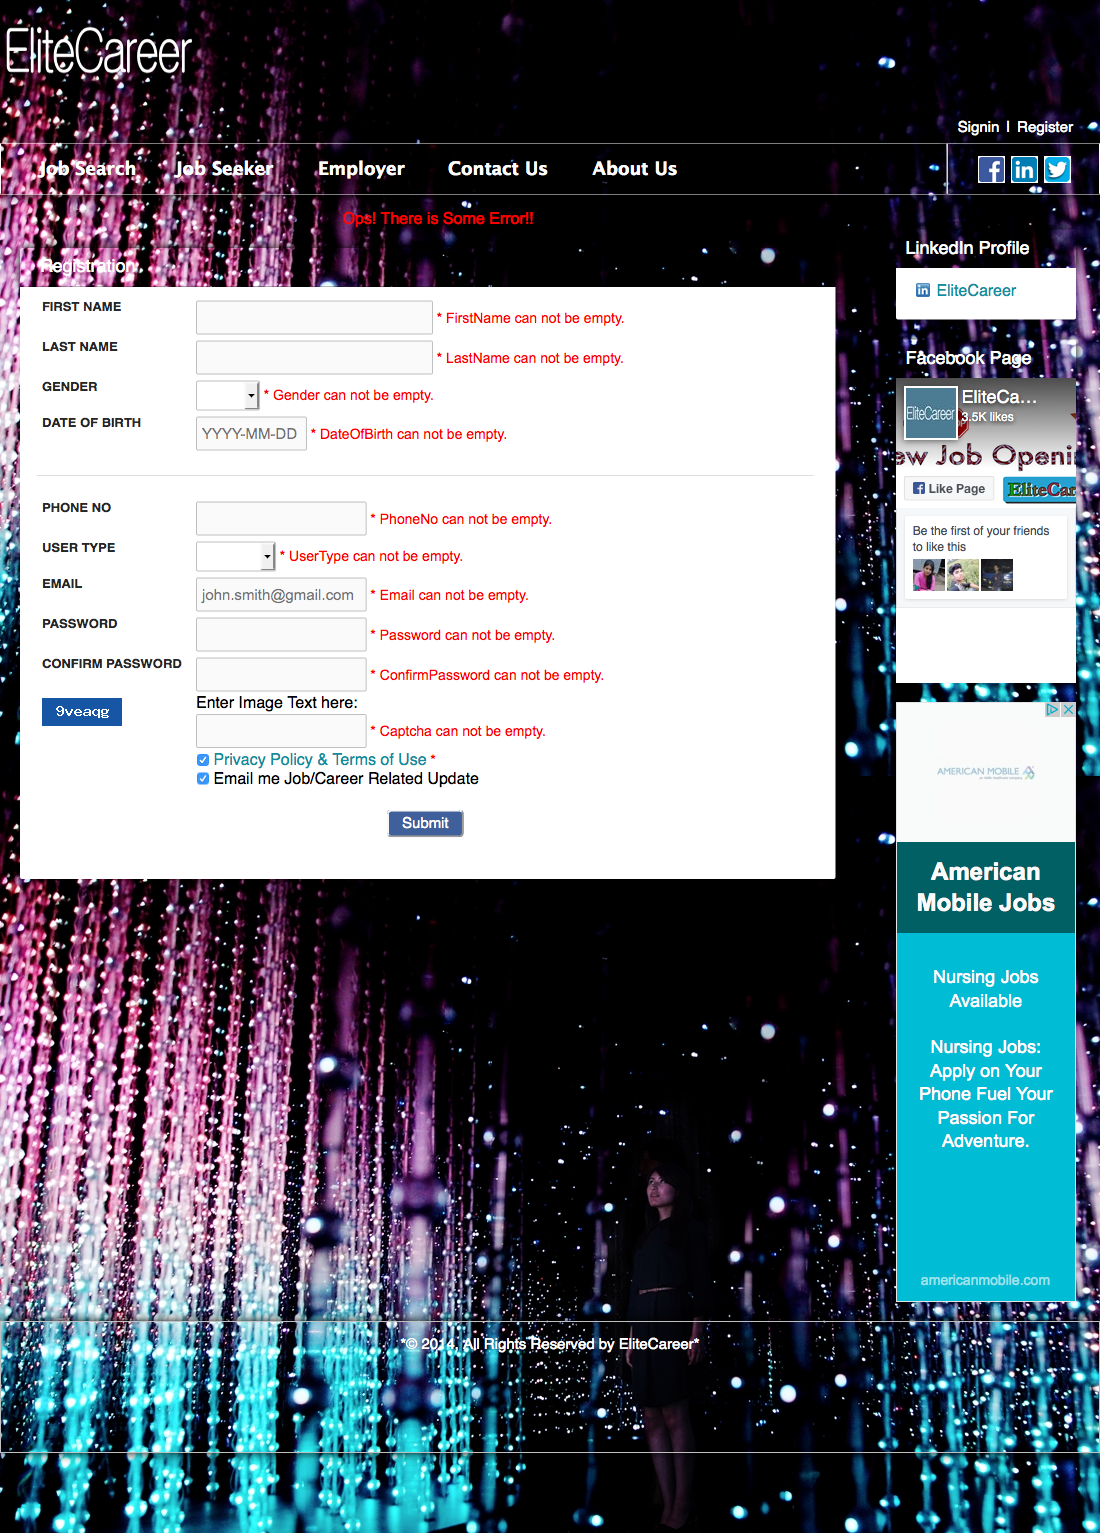 EliteCareer
Signin | Register
Job Search Job Seeker Employer Contact Us About Us
Ops! There is Some Error!!
Registration
FIRST NAME * FirstName can not be empty.
LAST NAME * LastName can not be empty.
GENDER * Gender can not be empty.
DATE OF BIRTH YYYY-MM-DD * DateOfBirth can not be empty.
PHONE NO * PhoneNo can not be empty.
USER TYPE * UserType can not be empty.
EMAIL john.smith@gmail.com * Email can not be empty.
PASSWORD * Password can not be empty.
CONFIRM PASSWORD * ConfirmPassword can not be empty.
9veaqg Enter Image Text here:
* Captcha can not be empty.
Privacy Policy & Terms of Use *
Email me Job/Career Related Update
Submit
LinkedIn Profile
EliteCareer
Facebook Page
EliteCareer EliteCa...
3.5K likes
ew Job Openi
Like Page EliteCar
Be the first of your friends
to like this
AMERICAN MOBILE
American
Mobile Jobs
Nursing Jobs
Available
Nursing Jobs:
Apply on Your
Phone Fuel Your
Passion For
Adventure.
americanmobile.com
*© 2014, All Rights Reserved by EliteCareer*